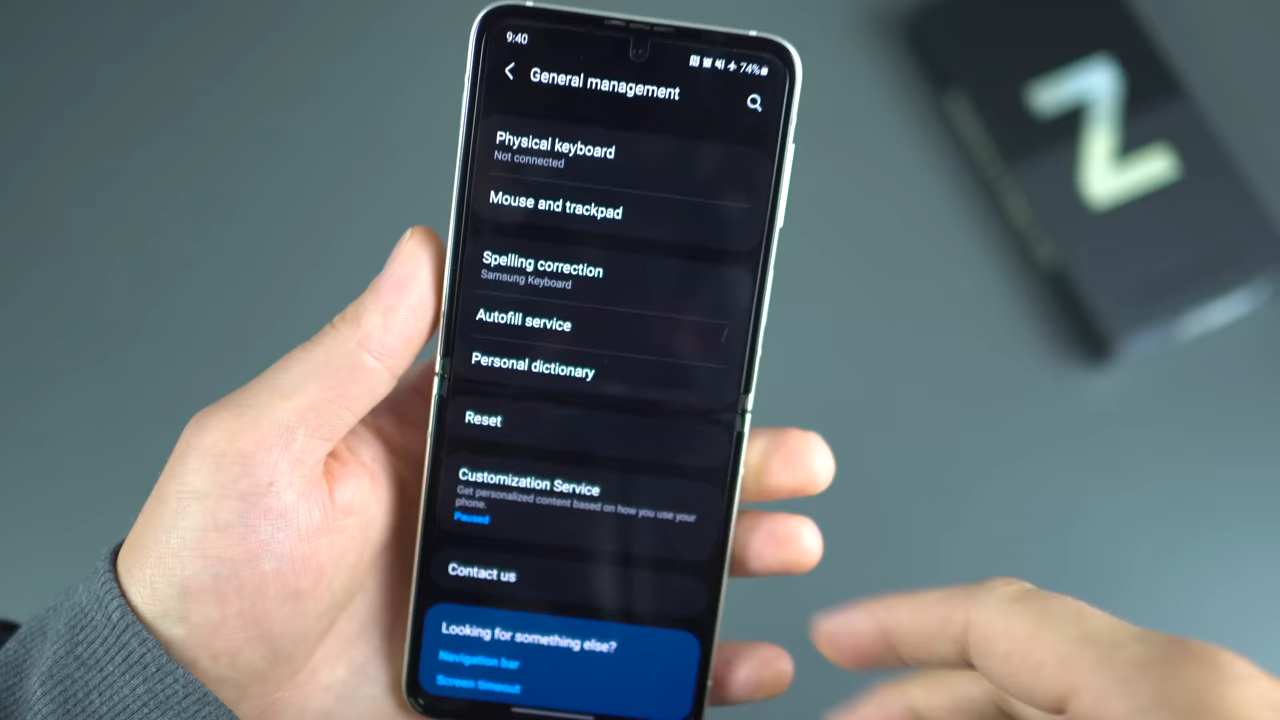 9:40
74%
General management
Physical keyboard
Not connected
Mouse and trackpad
Spelling correction
Samsung Keyboard
Autofill service
Personal dictionary
Reset
Customization Service
Get personalized content based on how you use your
phone.
Paused
Contact us
Looking for something else?
Navigation bar
Screen timeout
Z